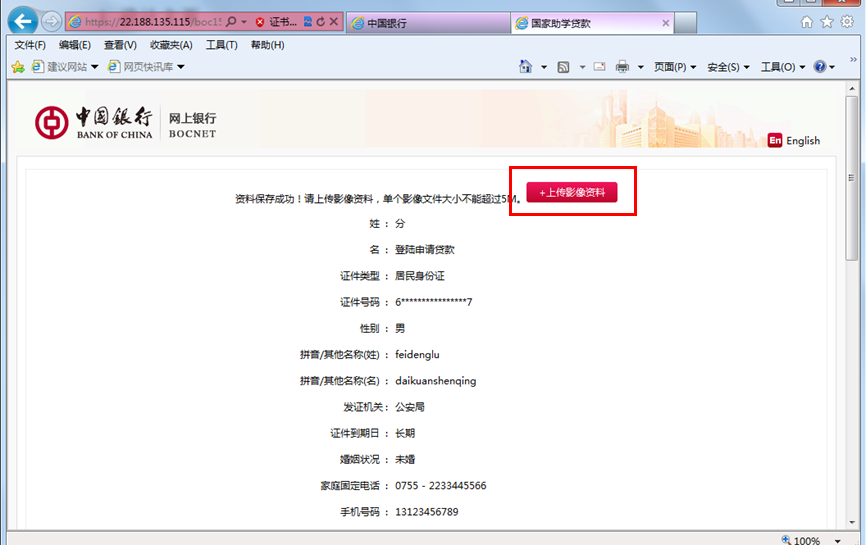 https://22.188.135.115/boc15
证书...
中国银行
国家助学贷款
文件(F) 编辑(E) 查看(V) 收藏夹(A) 工具(T) 帮助(H)
建议网站 网页快讯库 页面(P) 安全(S) 工具(O)
中国银行 网上银行
BANK OF CHINA BOCNET
En English
资料保存成功！请上传影像资料，单个影像文件大小不能超过5M。 +上传影像资料
姓 ： 分
名 ： 登陆申请贷款
证件类型 ： 居民身份证
证件号码 ： 6****************7
性别 ： 男
拼音/其他名称(姓) ： feidenglu
拼音/其他名称(名) ： daikuanshenqing
发证机关 ： 公安局
证件到期日 ： 长期
婚姻状况 ： 未婚
家庭固定电话 ： 0755 - 2233445566
手机号码 ： 13123456789
100%